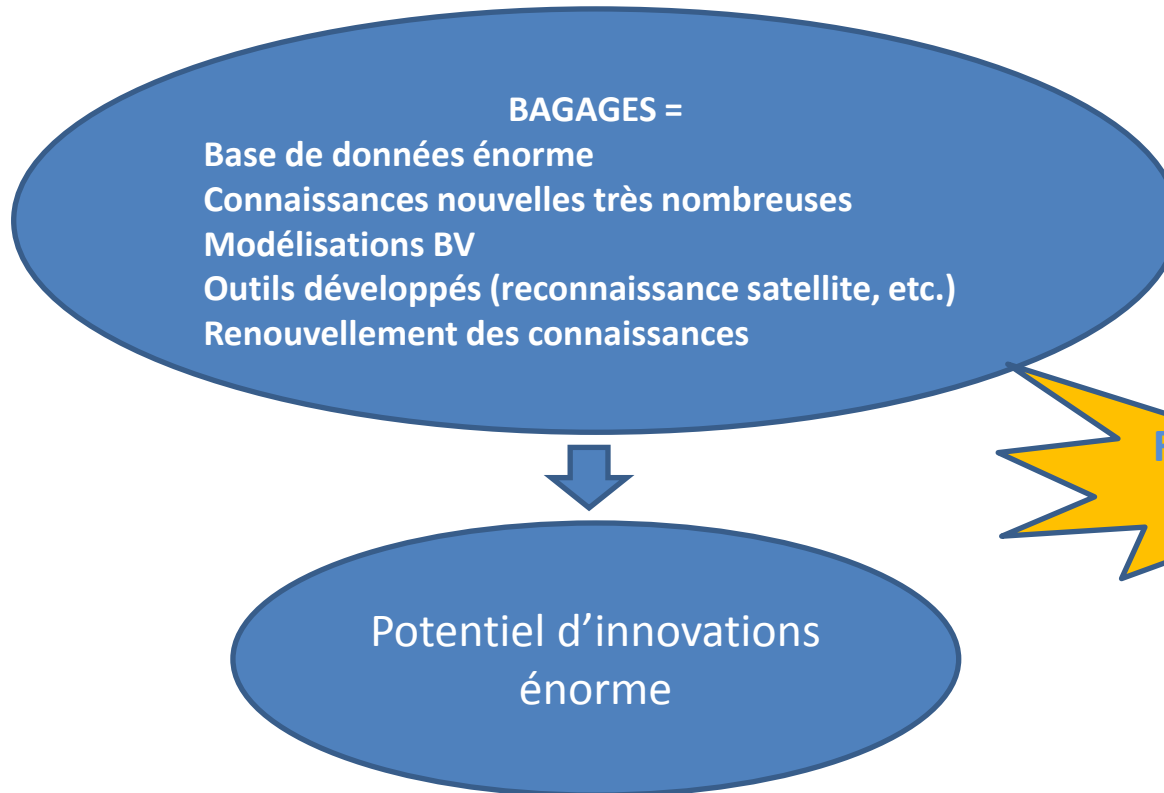 BAGAGES =
Base de données énorme
Connaissances nouvelles très nombreuses
Modélisations BV
Outils développés (reconnaissance satellite, etc.)
Renouvellement des connaissances
Potentiel d’innovations
énorme